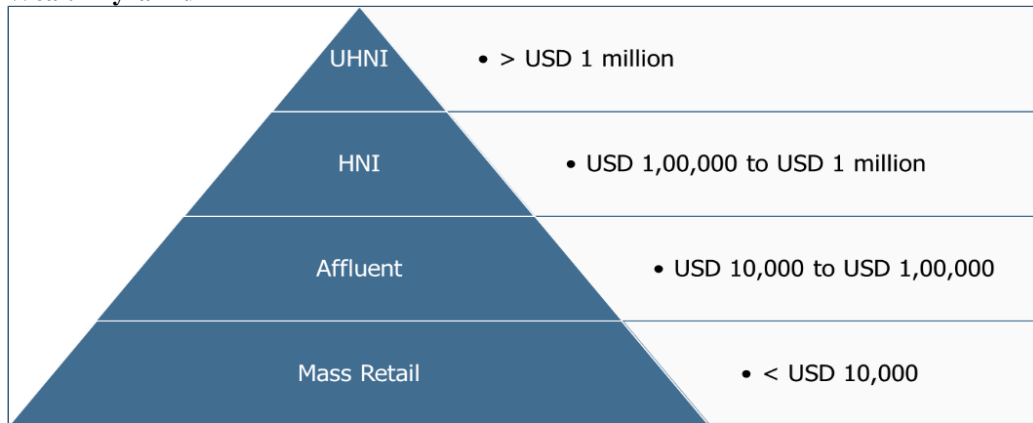 UHNI
• > USD 1 million
HNI
• USD 1,00,000 to USD 1 million
Affluent
• USD 10,000 to USD 1,00,000
Mass Retail
• < USD 10,000